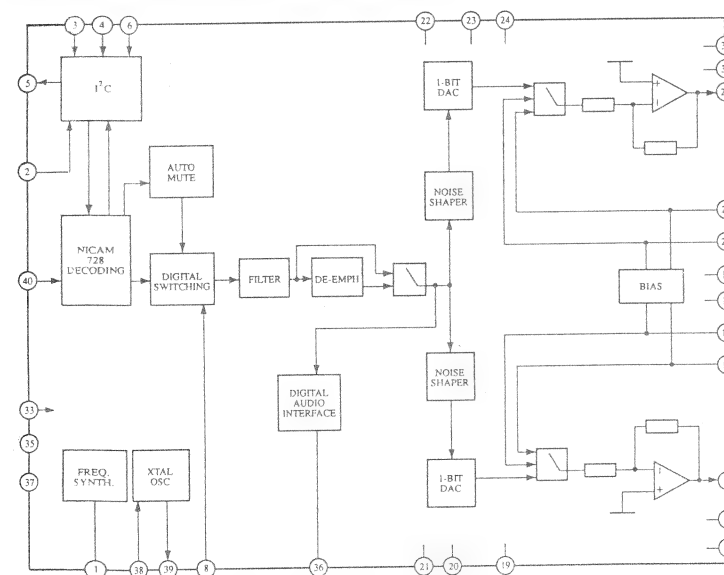 3
4
6
22
23
24
5
I²C
1-BIT
DAC
+
2
AUTO
MUTE
NOISE
SHAPER
NICAM
728
DECODING
40
DIGITAL
SWITCHING
FILTER
DE-EMPH
BIAS
NOISE
SHAPER
DIGITAL
AUDIO
INTERFACE
33
35
37
FREQ.
SYNTH.
XTAL
OSC
1-BIT
DAC
+
1
38
39
8
36
21
20
19